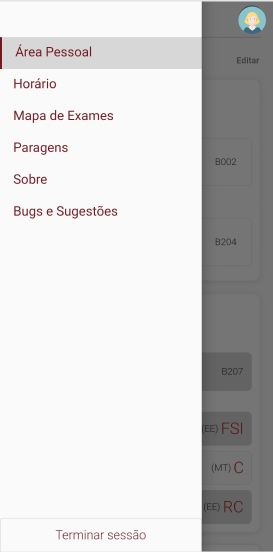 Área Pessoal
Editar
Horário
Mapa de Exames
Paragens
B002
Sobre
Bugs e Sugestões
B204
B207
(EE) FSI
(MT) C
(EE) RC
Terminar sessão